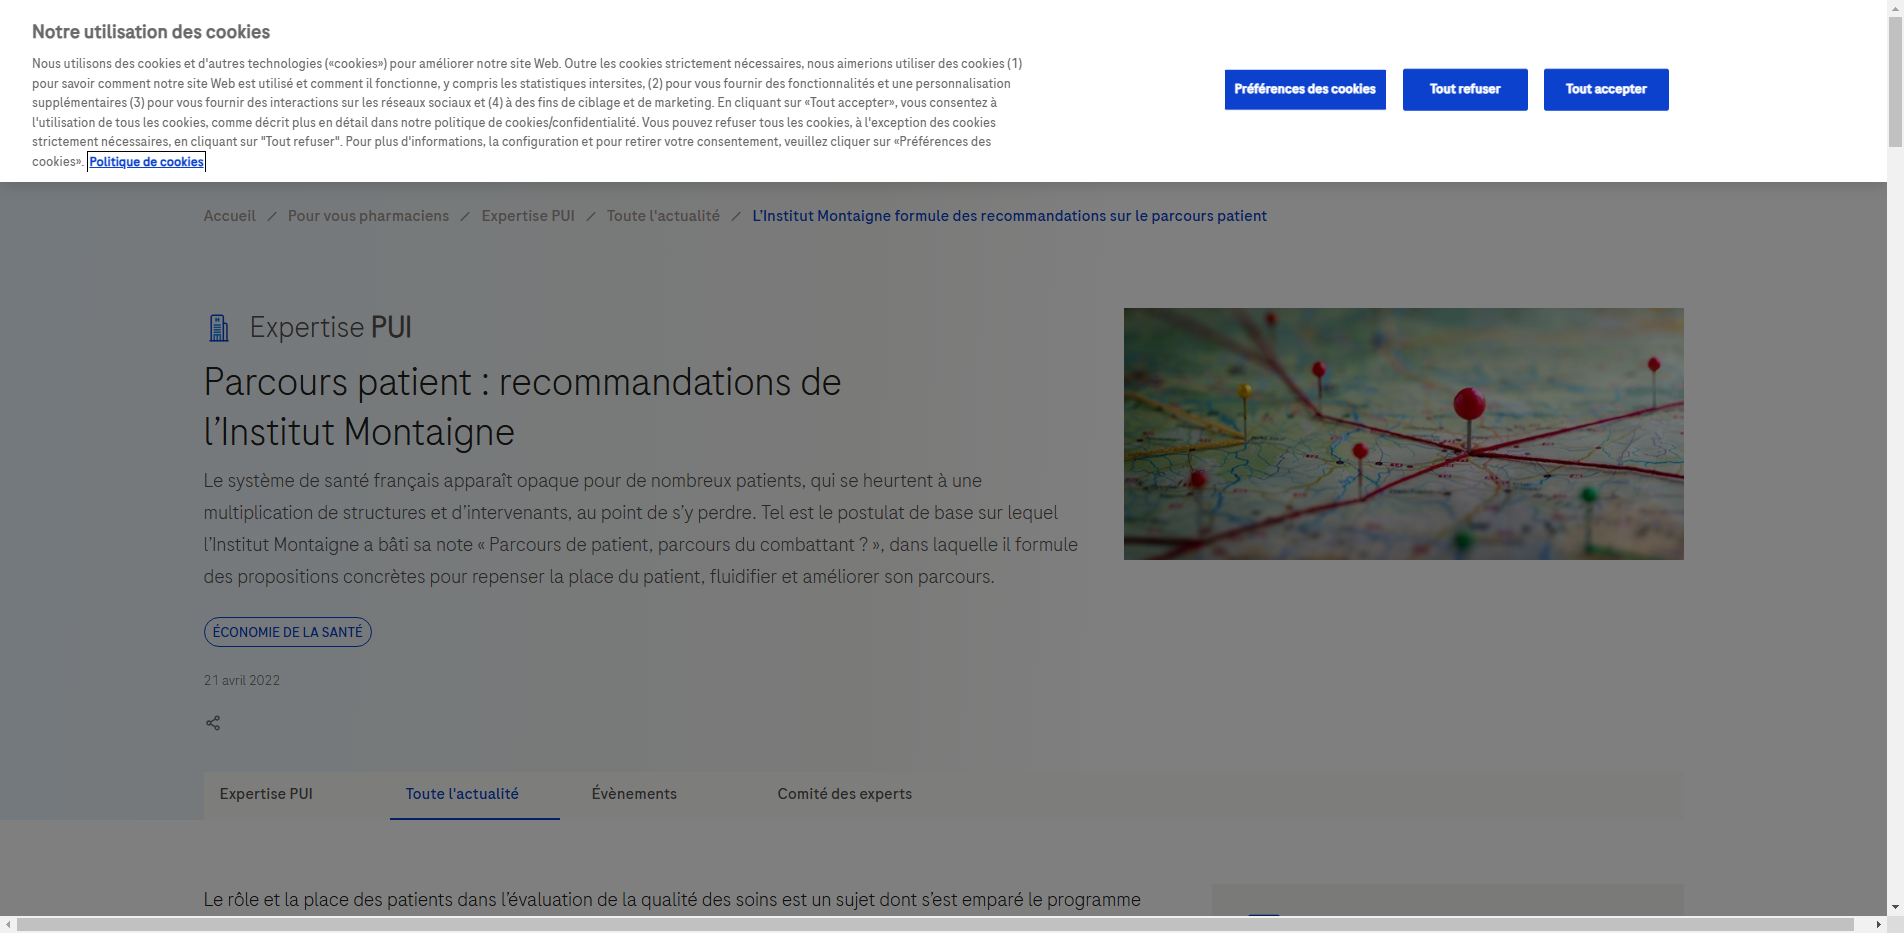 Notre utilisation des cookies
Nous utilisons des cookies et d'autres technologies («cookies») pour améliorer notre site Web. Outre les cookies strictement nécessaires, nous aimerions utiliser des cookies (1)
pour savoir comment notre site Web est utilisé et comment il fonctionne, y compris les statistiques intersites, (2) pour vous fournir des fonctionnalités et une personnalisation
supplémentaires (3) pour vous fournir des interactions sur les réseaux sociaux et (4) à des fins de ciblage et de marketing. En cliquant sur «Tout accepter», vous consentez à
l'utilisation de tous les cookies, comme décrit plus en détail dans notre politique de cookies/confidentialité. Vous pouvez refuser tous les cookies, à l'exception des cookies
strictement nécessaires, en cliquant sur "Tout refuser". Pour plus d'informations, la configuration et pour retirer votre consentement, veuillez cliquer sur «Préférences des
cookies». Politique de cookies
Préférences des cookies
Tout refuser
Tout accepter
Accueil / Pour vous pharmaciens / Expertise PUI / Toute l'actualité / L’Institut Montaigne formule des recommandations sur le parcours patient
Expertise PUI
Parcours patient : recommandations de
l’Institut Montaigne
Le système de santé français apparaît opaque pour de nombreux patients, qui se heurtent à une
multiplication de structures et d’intervenants, au point de s’y perdre. Tel est le postulat de base sur lequel
l’Institut Montaigne a bâti sa note « Parcours de patient, parcours du combattant ? », dans laquelle il formule
des propositions concrètes pour repenser la place du patient, fluidifier et améliorer son parcours.
ÉCONOMIE DE LA SANTÉ
21 avril 2022
Expertise PUI
Toute l'actualité
Évènements
Comité des experts
Le rôle et la place des patients dans l’évaluation de la qualité des soins est un sujet dont s’est emparé le programme